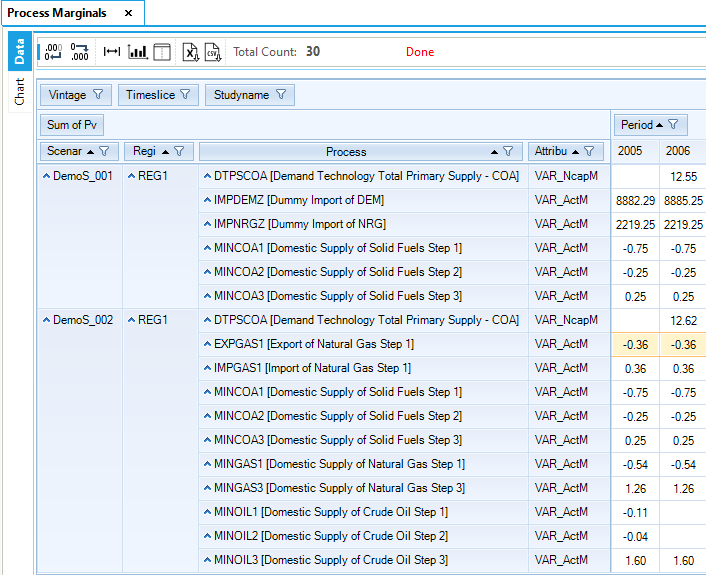 Process Marginals ×
Data
Chart
.000 .000 CSV Total Count: 30 Done
Vintage Timeslice Studyname
Sum of Pv Period
Scenar Regi Process Attribu 2005 2006
DemoS_001 REG1 DTPSCOA [Demand Technology Total Primary Supply - COA] VAR_NcapM 12.55
IMPDEMZ [Dummy Import of DEM] VAR_ActM 8882.29 8885.25
IMPNRGZ [Dummy Import of NRG] VAR_ActM 2219.25 2219.25
MINCOA1 [Domestic Supply of Solid Fuels Step 1] VAR_ActM -0.75 -0.75
MINCOA2 [Domestic Supply of Solid Fuels Step 2] VAR_ActM -0.25 -0.25
MINCOA3 [Domestic Supply of Solid Fuels Step 3] VAR_ActM 0.25 0.25
DemoS_002 REG1 DTPSCOA [Demand Technology Total Primary Supply - COA] VAR_NcapM 12.62
EXPGAS1 [Export of Natural Gas Step 1] VAR_ActM -0.36 -0.36
IMPGAS1 [Import of Natural Gas Step 1] VAR_ActM 0.36 0.36
MINCOA1 [Domestic Supply of Solid Fuels Step 1] VAR_ActM -0.75 -0.75
MINCOA2 [Domestic Supply of Solid Fuels Step 2] VAR_ActM -0.25 -0.25
MINCOA3 [Domestic Supply of Solid Fuels Step 3] VAR_ActM 0.25 0.25
MINGAS1 [Domestic Supply of Natural Gas Step 1] VAR_ActM -0.54 -0.54
MINGAS3 [Domestic Supply of Natural Gas Step 3] VAR_ActM 1.26 1.26
MINOIL1 [Domestic Supply of Crude Oil Step 1] VAR_ActM -0.11
MINOIL2 [Domestic Supply of Crude Oil Step 2] VAR_ActM -0.04
MINOIL3 [Domestic Supply of Crude Oil Step 3] VAR_ActM 1.60 1.60